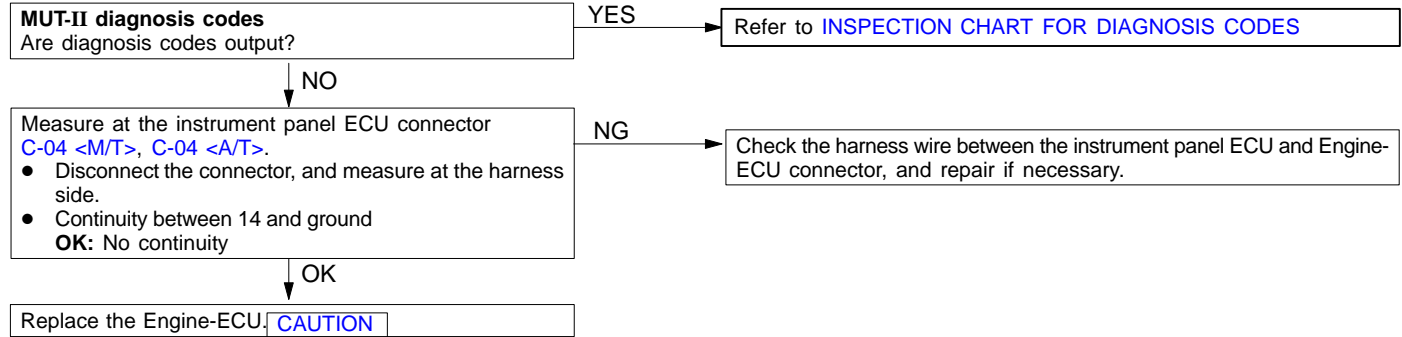 MUT-II diagnosis codes
Are diagnosis codes output?
YES
Refer to INSPECTION CHART FOR DIAGNOSIS CODES
NO
Measure at the instrument panel ECU connector
C-04 <M/T>, C-04 <A/T>.
● Disconnect the connector, and measure at the harness
side.
● Continuity between 14 and ground
OK: No continuity
NG
Check the harness wire between the instrument panel ECU and Engine-
ECU connector, and repair if necessary.
OK
Replace the Engine-ECU. CAUTION